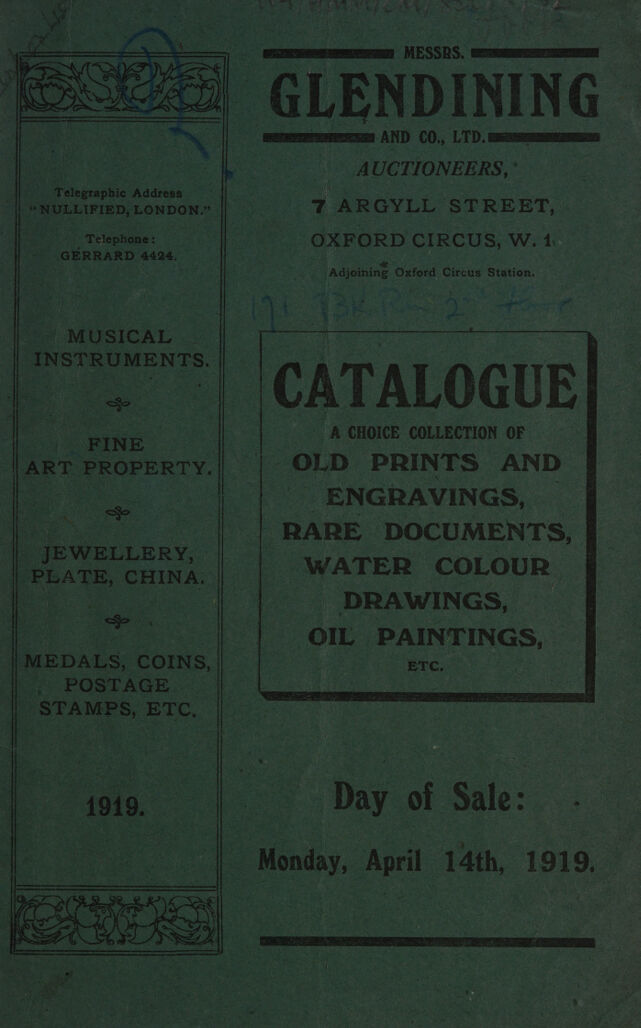 MESSRS.
GLENDINING
AND CO., LTD.
AUCTIONEERS,
7 ARGYLL STREET,
OXFORD CIRCUS, W. 1.
Adjoining Oxford Circus Station.
Telegraphic Address
"NULLIFIED, LONDON."
Telephone:
GERRARD 4424.
MUSICAL
INSTRUMENTS.
FINE
ART PROPERTY.
JEWELLERY,
PLATE, CHINA.
MEDALS, COINS,
POSTAGE
STAMPS, ETC.
1919.
CATALOGUE
A CHOICE COLLECTION OF
OLD PRINTS AND
ENGRAVINGS,
RARE DOCUMENTS,
WATER COLOUR
DRAWINGS,
OIL PAINTINGS,
ETC.
Day of Sale:
Monday, April 14th, 1919.